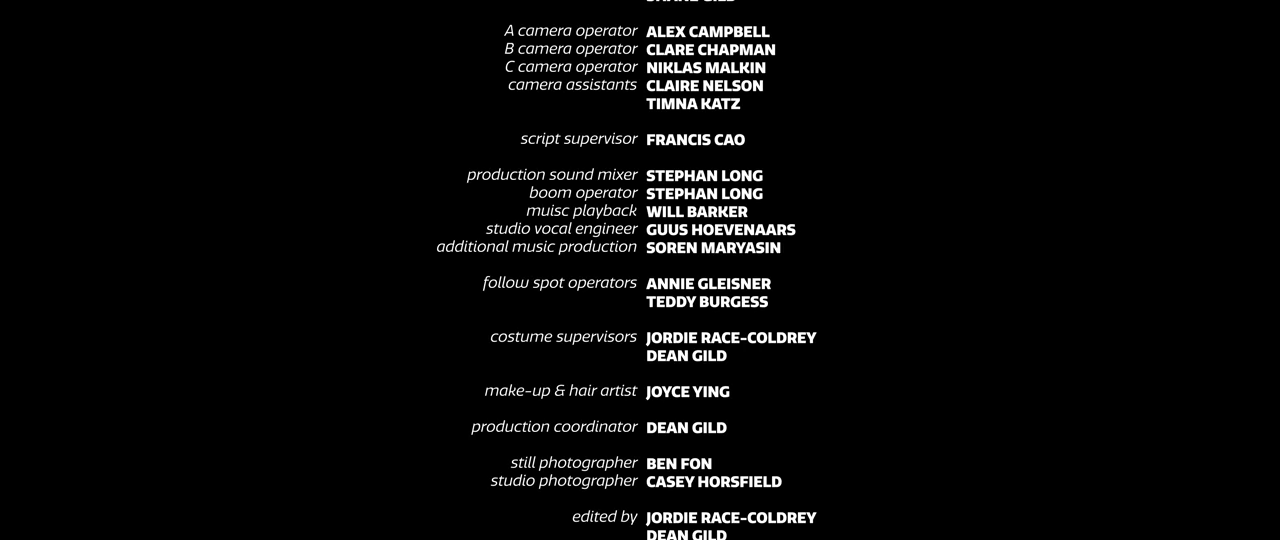 A camera operator ALEX CAMPBELL
B camera operator CLARE CHAPMAN
C camera operator NIKLAS MALKIN
camera assistants CLAIRE NELSON
TIMNA KATZ
script supervisor FRANCIS CAO
production sound mixer STEPHAN LONG
boom operator STEPHAN LONG
muisc playback WILL BARKER
studio vocal engineer GUUS HOEVENAARS
additional music production SOREN MARYASIN
follow spot operators ANNIE GLEISNER
TEDDY BURGESS
costume supervisors JORDIE RACE-COLDREY
DEAN GILD
make-up & hair artist JOYCE YING
production coordinator DEAN GILD
still photographer BEN FON
studio photographer CASEY HORSFIELD
edited by JORDIE RACE-COLDREY
DEAN GILD